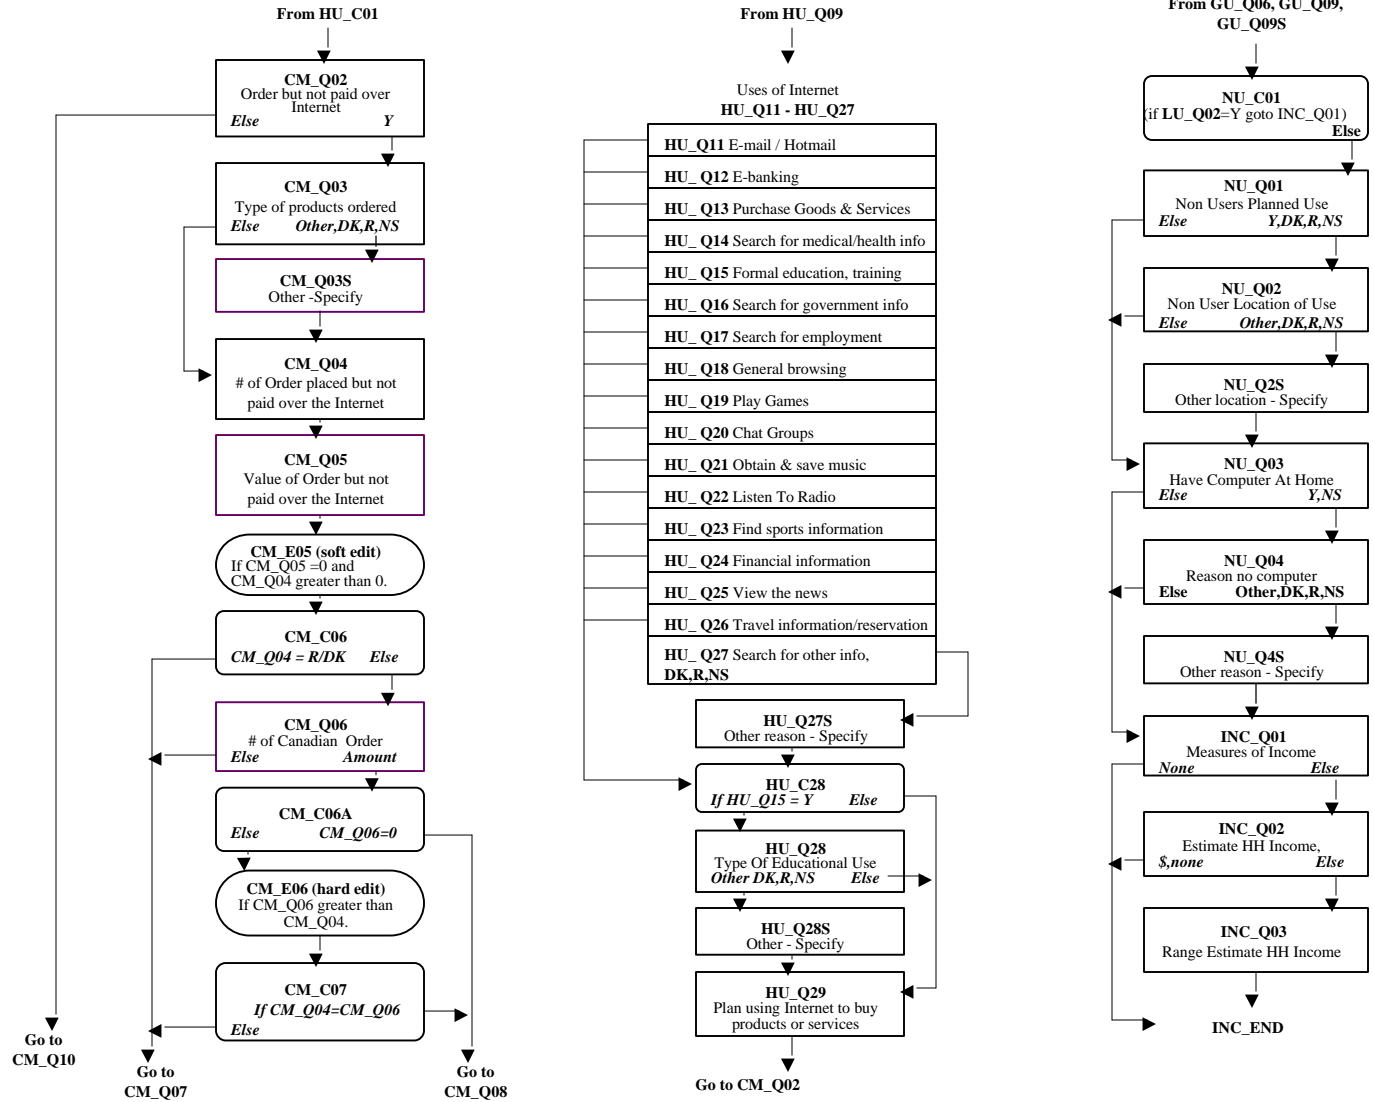 From HU_C01
CM_Q02
Order but not paid over
Internet
Else Y
CM_Q03
Type of products ordered
Else Other,DK,R,NS
CM_Q03S
Other -Specify
CM_Q04
# of Order placed but not
paid over the Internet
CM_Q05
Value of Order but not
paid over the Internet
CM_E05 (soft edit)
If CM_Q05 =0 and
CM_Q04 greater than 0.
CM_C06
CM_Q04 = R/DK Else
CM_Q06
# of Canadian Order
Else Amount
CM_C06A
Else CM_Q06=0
CM_E06 (hard edit)
If CM_Q06 greater than
CM_Q04.
CM_C07
If CM_Q04=CM_Q06
Else
Go to
CM_Q10
Go to
CM_Q07
Go to
CM_Q08
From HU_Q09
Uses of Internet
HU_Q11 - HU_Q27
HU_Q11 E-mail / Hotmail
HU_ Q12 E-banking
HU_ Q13 Purchase Goods & Services
HU_ Q14 Search for medical/health info
HU_ Q15 Formal education, training
HU_ Q16 Search for government info
HU_ Q17 Search for employment
HU_ Q18 General browsing
HU_ Q19 Play Games
HU_ Q20 Chat Groups
HU_ Q21 Obtain & save music
HU_ Q22 Listen To Radio
HU_ Q23 Find sports information
HU_ Q24 Financial information
HU_ Q25 View the news
HU_ Q26 Travel information/reservation
HU_ Q27 Search for other info,
DK,R,NS
HU_Q27S
Other reason - Specify
HU_C28
If HU_Q15 = Y Else
HU_Q28
Type Of Educational Use
Other DK,R,NS Else
HU_Q28S
Other - Specify
HU_Q29
Plan using Internet to buy
products or services
Go to CM_Q02
From GU_Q06, GU_Q09,
GU_Q09S
NU_C01
(if LU_Q02=Y goto INC_Q01)
Else
NU_Q01
Non Users Planned Use
Else Y,DK,R,NS
NU_Q02
Non User Location of Use
Else Other,DK,R,NS
NU_Q2S
Other location - Specify
NU_Q03
Have Computer At Home
Else Y,NS
NU_Q04
Reason no computer
Else Other,DK,R,NS
NU_Q4S
Other reason - Specify
INC_Q01
Measures of Income
None Else
INC_Q02
Estimate HH Income,
$,none Else
INC_Q03
Range Estimate HH Income
INC_END